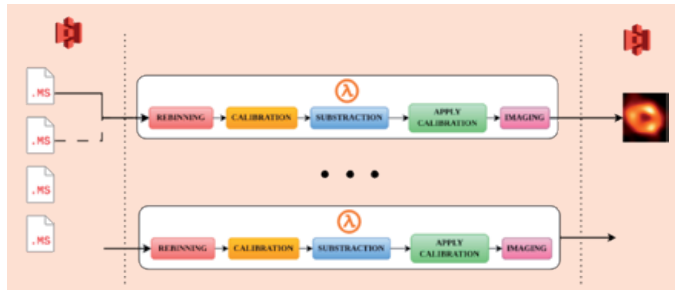 .MS
.MS
.MS
.MS
λ
REBINNING
CALIBRATION
SUBSTRACTION
APPLY
CALIBRATION
IMAGING
λ
REBINNING
CALIBRATION
SUBSTRACTION
APPLY
CALIBRATION
IMAGING